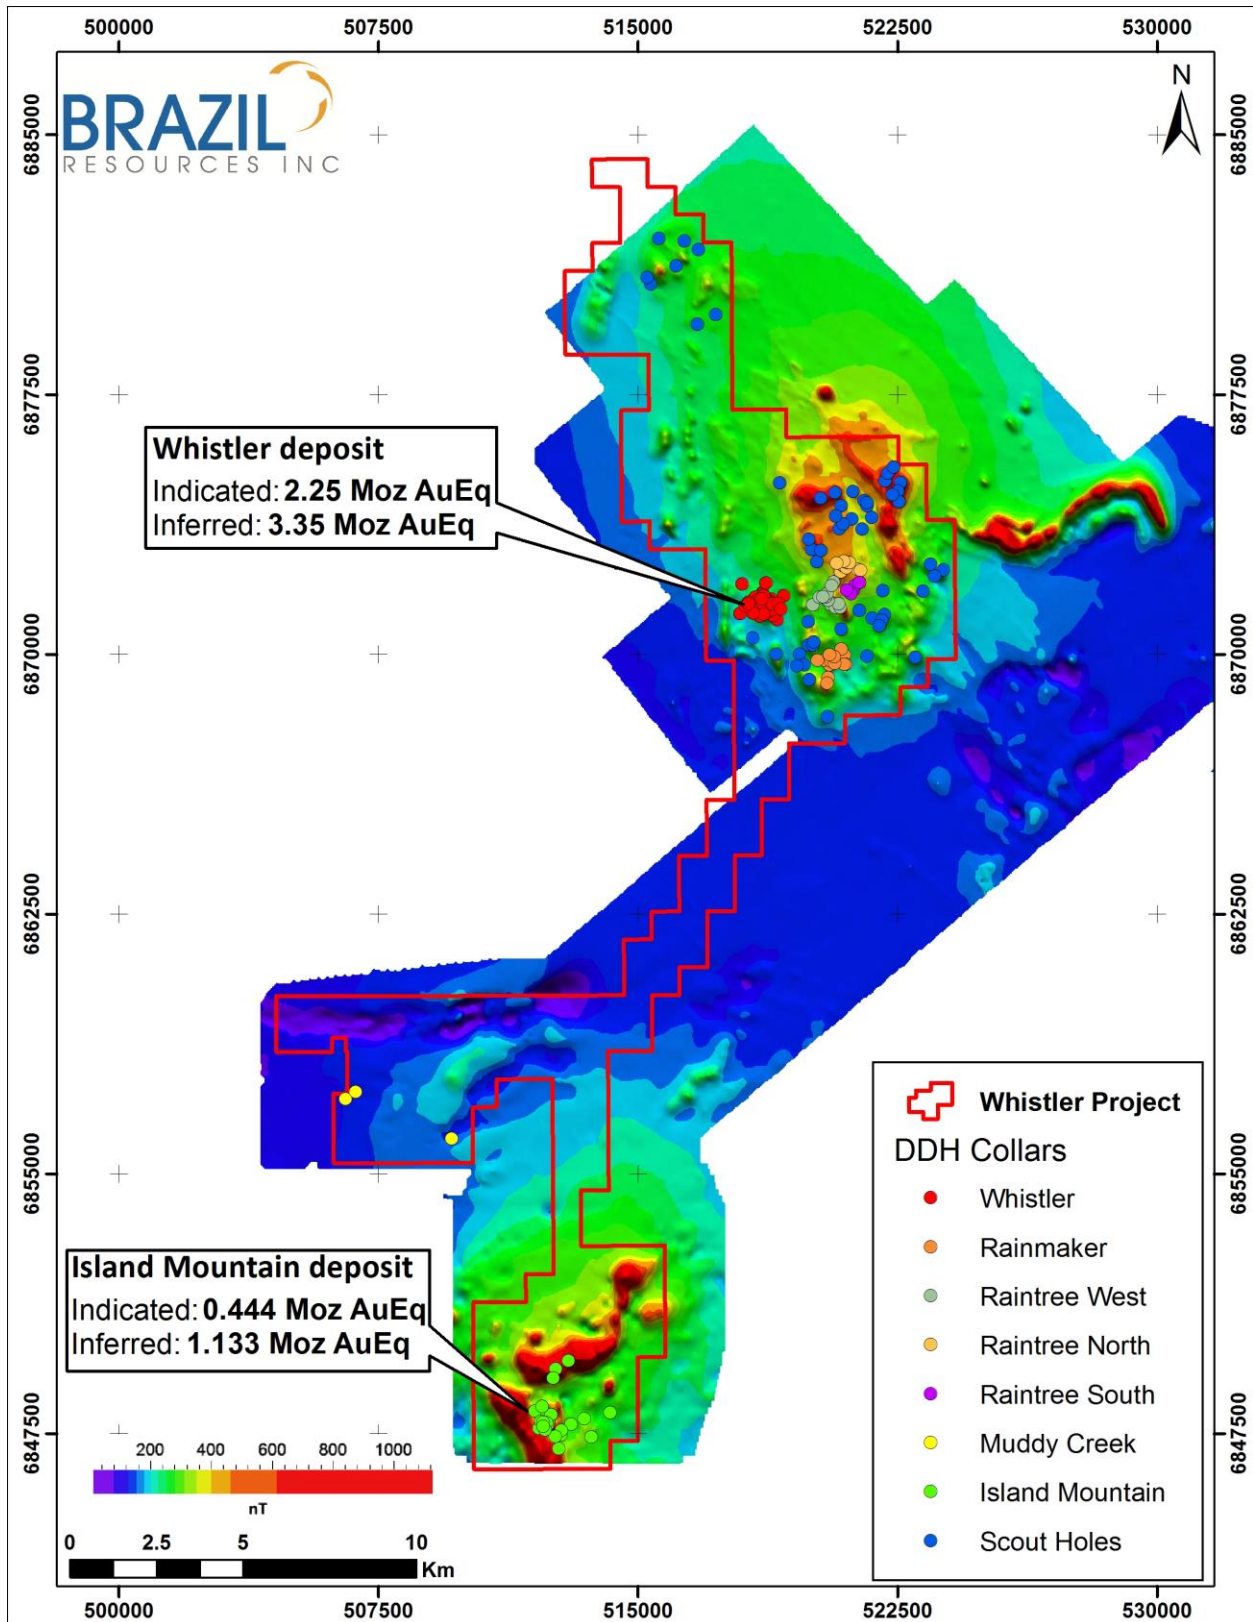 500000 507500 515000 522500 530000
BRAZIL
RESOURCES INC
N
6885000 6885000
6877500 6877500
Whistler deposit
Indicated: 2.25 Moz AuEq
Inferred: 3.35 Moz AuEq
6870000 6870000
6862500 6862500
6855000 6855000
Island Mountain deposit
Indicated: 0.444 Moz AuEq
Inferred: 1.133 Moz AuEq
6847500 6847500
200 400 600 800 1000
nT
0 2.5 5 10
Km
Whistler Project
DDH Collars
Whistler
Rainmaker
Raintree West
Raintree North
Raintree South
Muddy Creek
Island Mountain
Scout Holes
500000 507500 515000 522500 530000